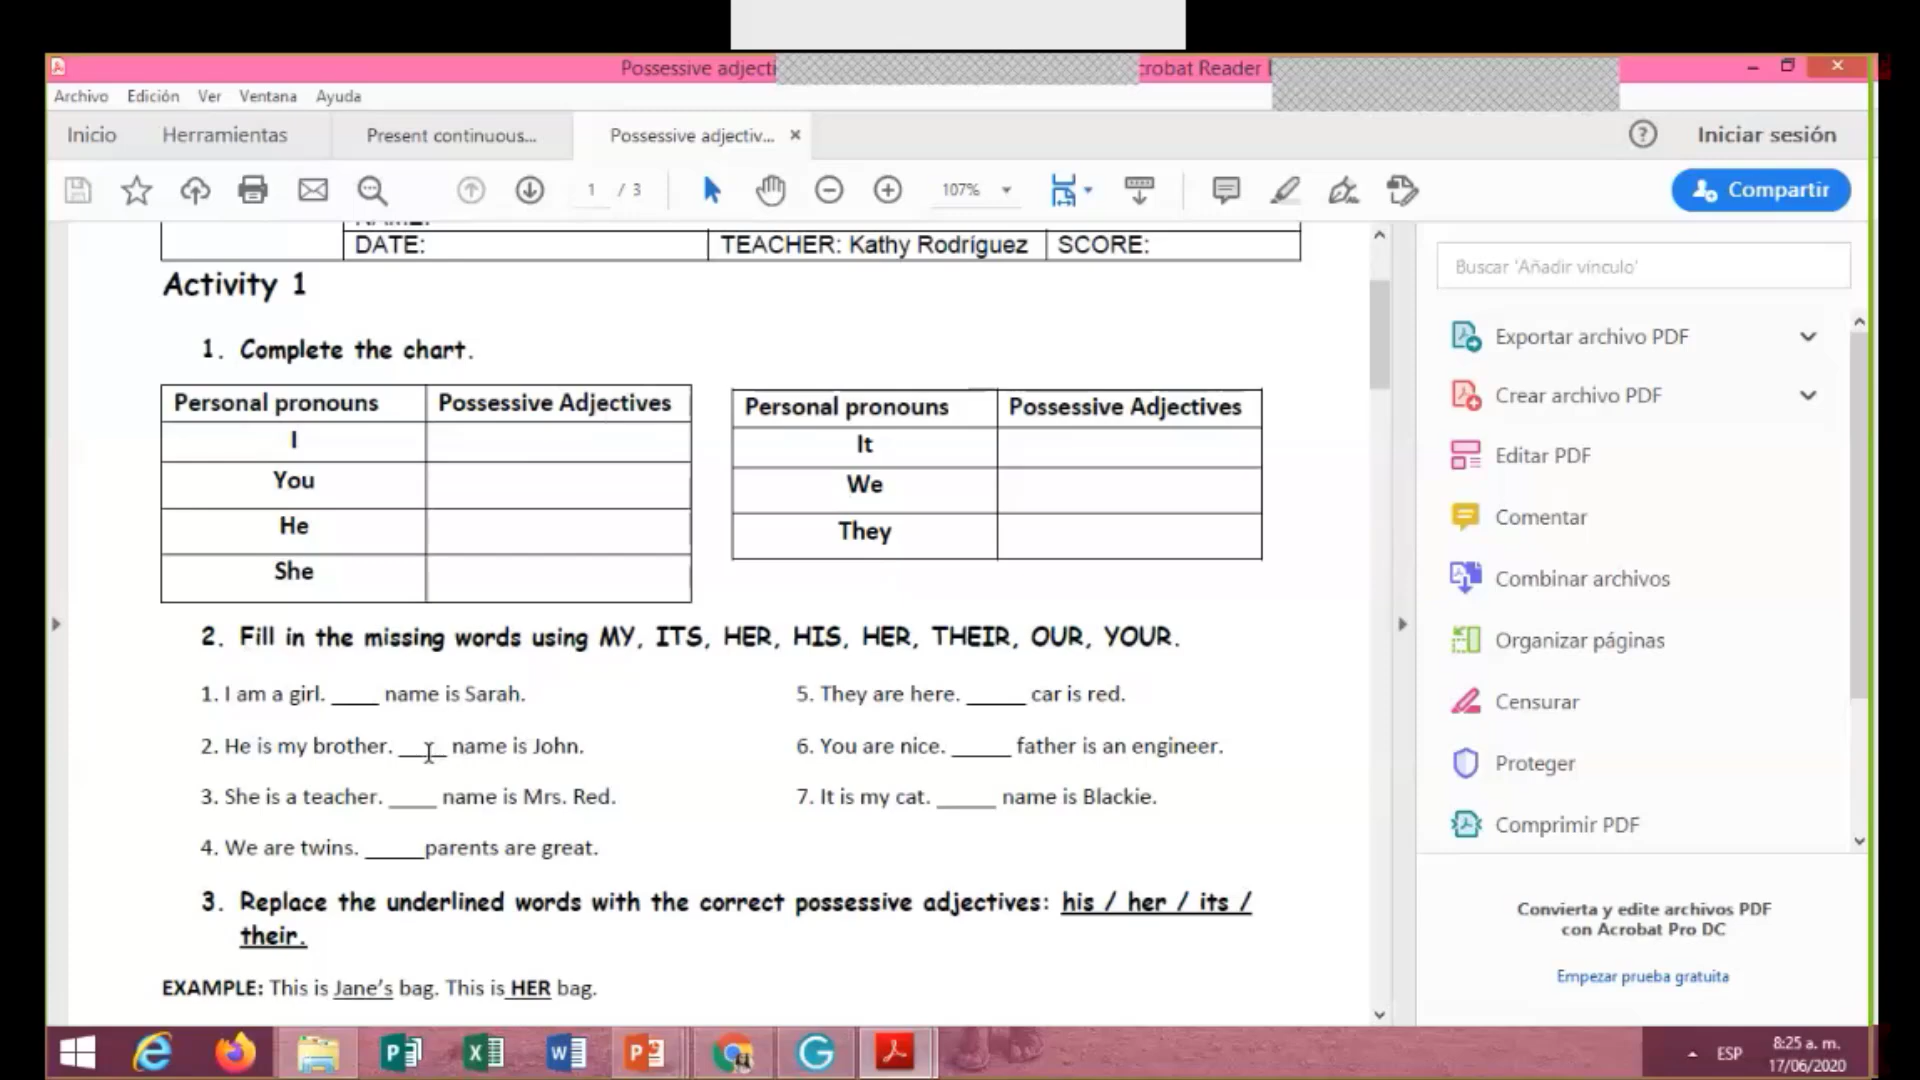 Possessive adjecti
crobat Reader
Archivo Edición Ver Ventana Ayuda
Inicio Herramientas Present continuous... Possessive adjectiv... Iniciar sesión
1 / 3 107% Compartir
DATE: TEACHER: Kathy Rodríguez SCORE:
Activity 1
1. Complete the chart.
Personal pronouns Possessive Adjectives
I
You
He
She
Personal pronouns Possessive Adjectives
It
We
They
2. Fill in the missing words using MY, ITS, HER, HIS, HER, THEIR, OUR, YOUR.
1. I am a girl. ____ name is Sarah.
2. He is my brother. ____ name is John.
3. She is a teacher. ____ name is Mrs. Red.
4. We are twins. _____parents are great.
5. They are here. _____ car is red.
6. You are nice. _____ father is an engineer.
7. It is my cat. _____ name is Blackie.
3. Replace the underlined words with the correct possessive adjectives: his / her / its /
their.
EXAMPLE: This is Jane's bag. This is HER bag.
Buscar 'Añadir vínculo'
Exportar archivo PDF
Crear archivo PDF
Editar PDF
Comentar
Combinar archivos
Organizar páginas
Censurar
Proteger
Comprimir PDF
Convierta y edite archivos PDF
con Acrobat Pro DC
Empezar prueba gratuita
ESP
8:25 a. m.
17/06/2020